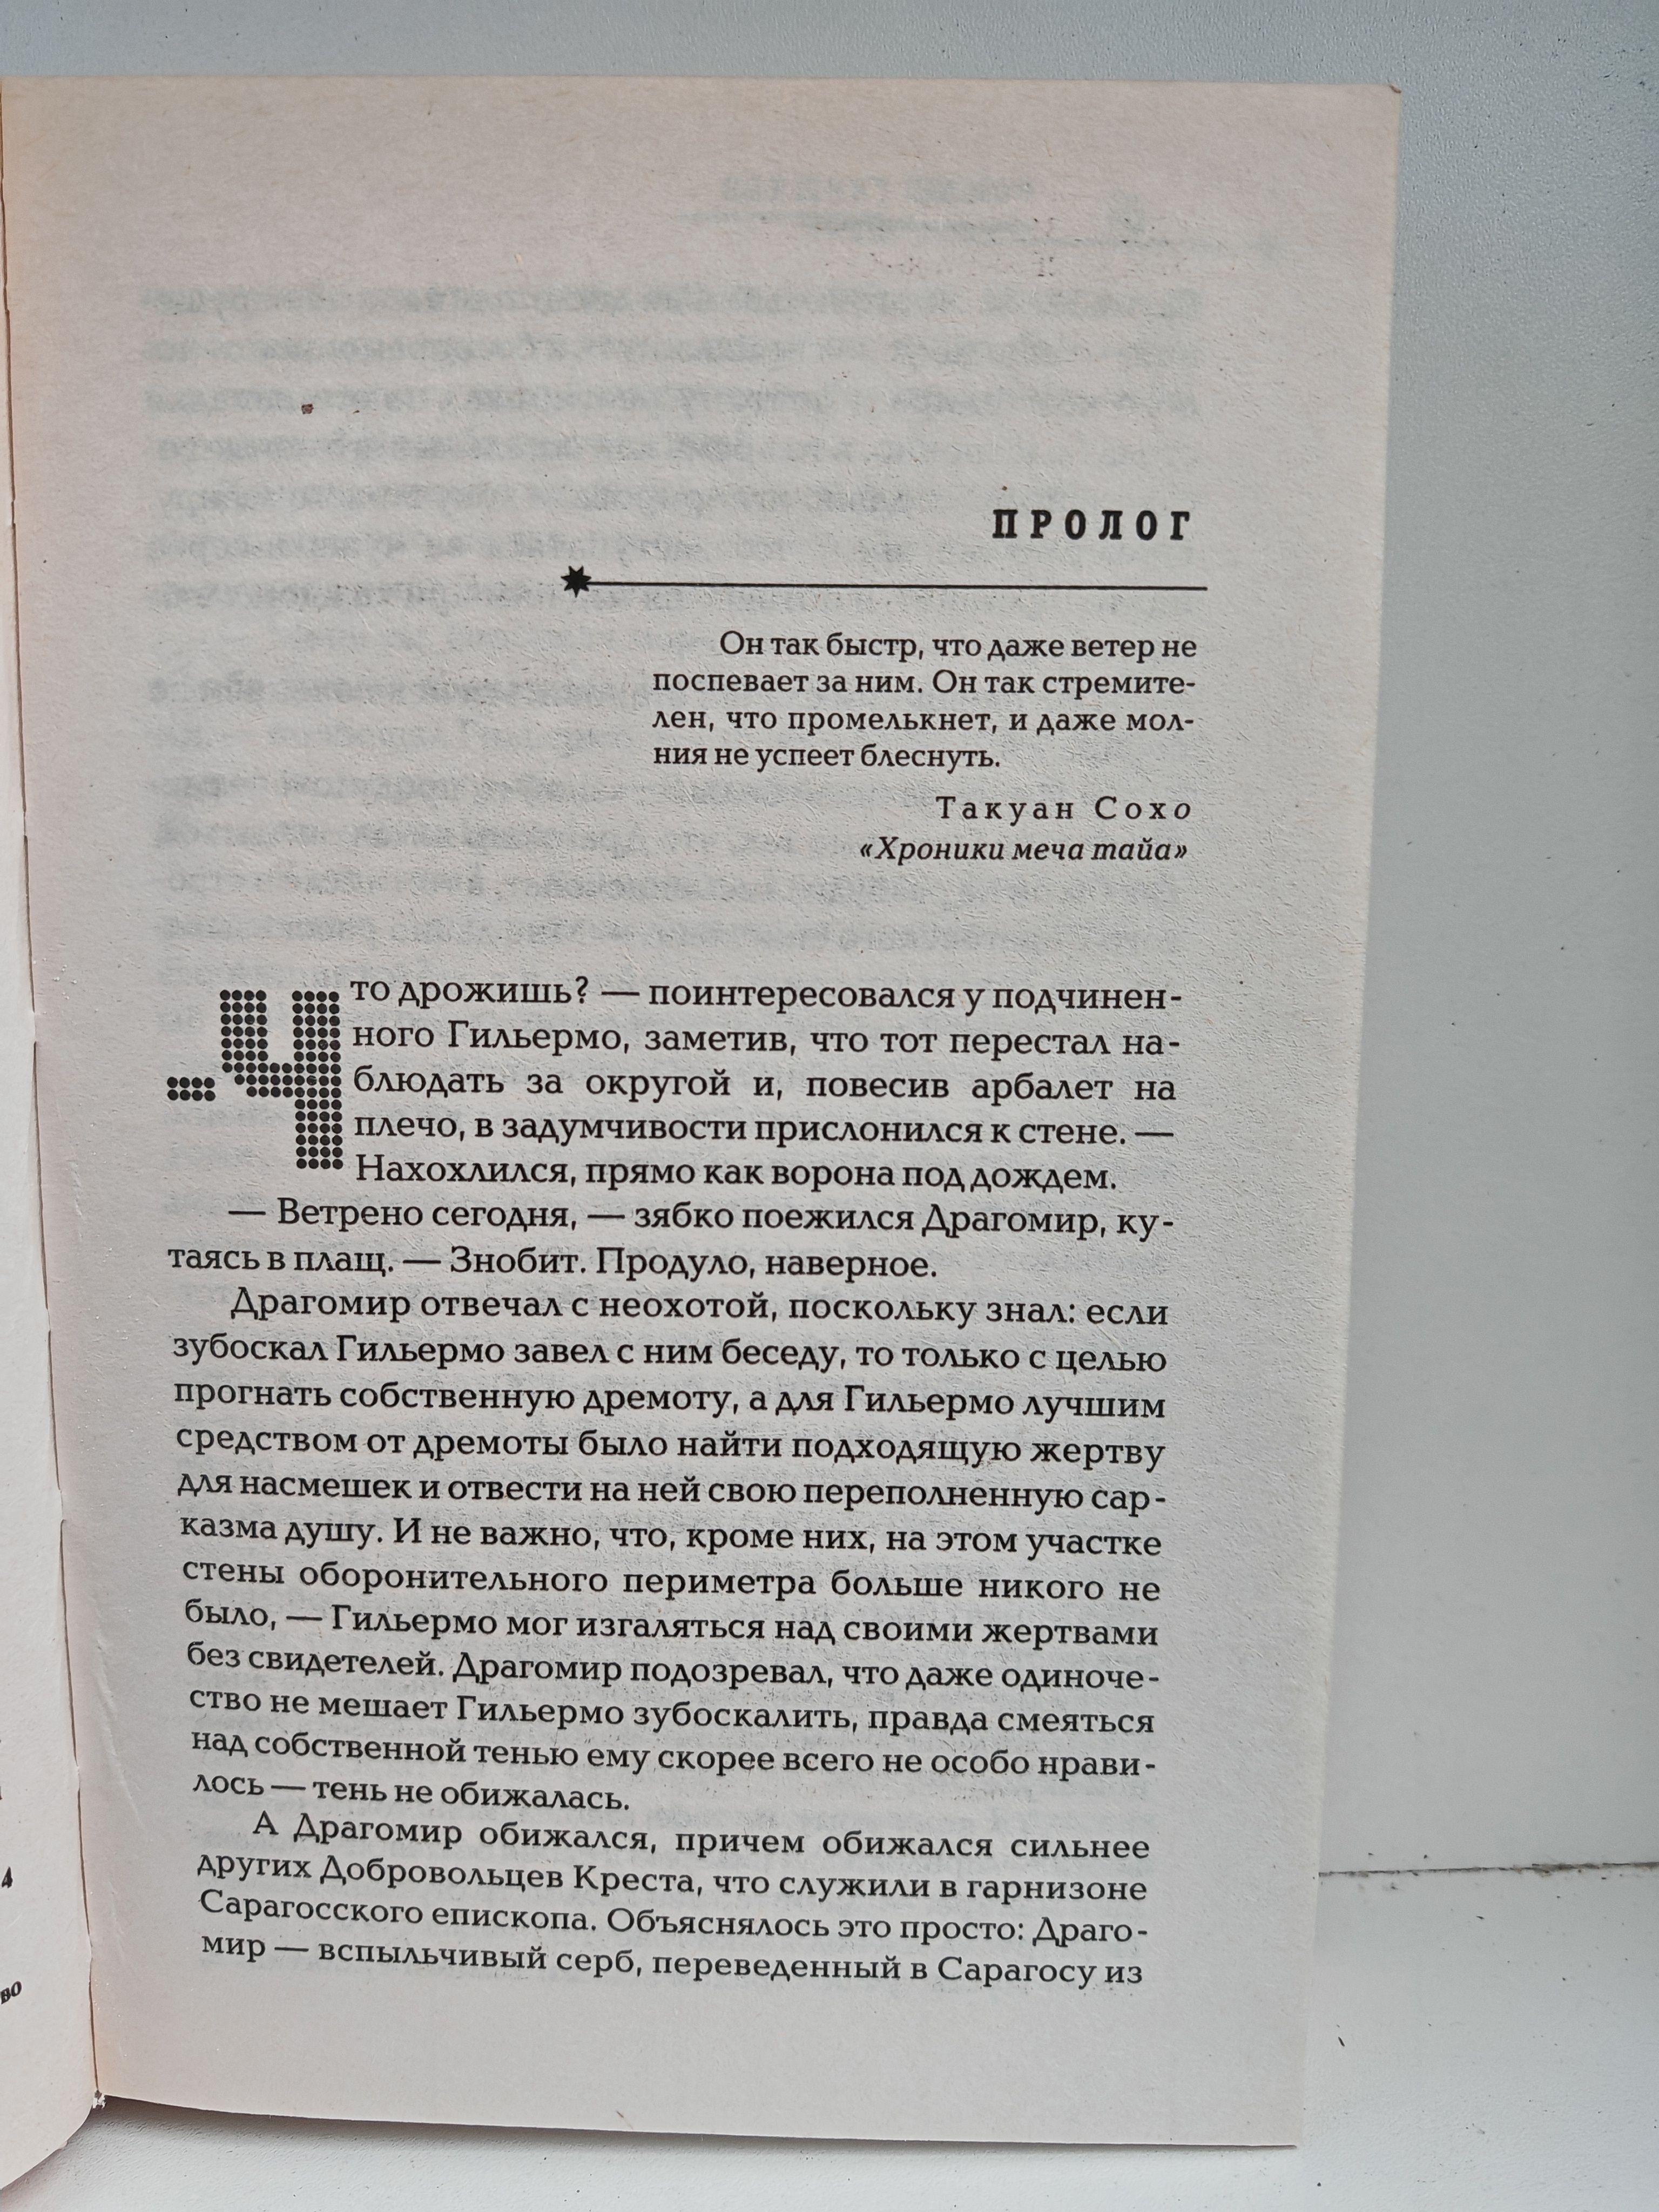 ПРОЛОГ
Он так быстр, что даже ветер не
поспевает за ним. Он так стремите-
лен, что промелькнет, и даже мол-
ния не успеет блеснуть.
Такуан Сохо
«Хроники меча тайа»
– Что дрожишь? — поинтересовался у подчинен-
ного Гильермо, заметив, что тот перестал на-
блюдать за округой и, повесив арбалет на
плечо, в задумчивости прислонился к стене. —
Нахохлился, прямо как ворона под дождем.
— Ветрено сегодня, — зябко поежился Драгомир, ку-
таясь в плащ. — Знобит. Продуло, наверное.
Драгомир отвечал с неохотой, поскольку знал: если
зубоскал Гильермо завел с ним беседу, то только с целью
прогнать собственную дремоту, а для Гильермо лучшим
средством от дремоты было найти подходящую жертву
для насмешек и отвести на ней свою переполненную сар-
казма душу. И не важно, что, кроме них, на этом участке
стены оборонительного периметра больше никого не
было, — Гильермо мог изгаляться над своими жертвами
без свидетелей. Драгомир подозревал, что даже одиноче-
ство не мешает Гильермо зубоскалить, правда смеяться
над собственной тенью ему скорее всего не особо нрави-
лось — тень не обижалась.
А Драгомир обижался, причем обижался сильнее
других Добровольцев Креста, что служили в гарнизоне
Сарагосского епископа. Объяснялось это просто: Драго-
мир — вспыльчивый серб, переведенный в Сарагосу из
4
во